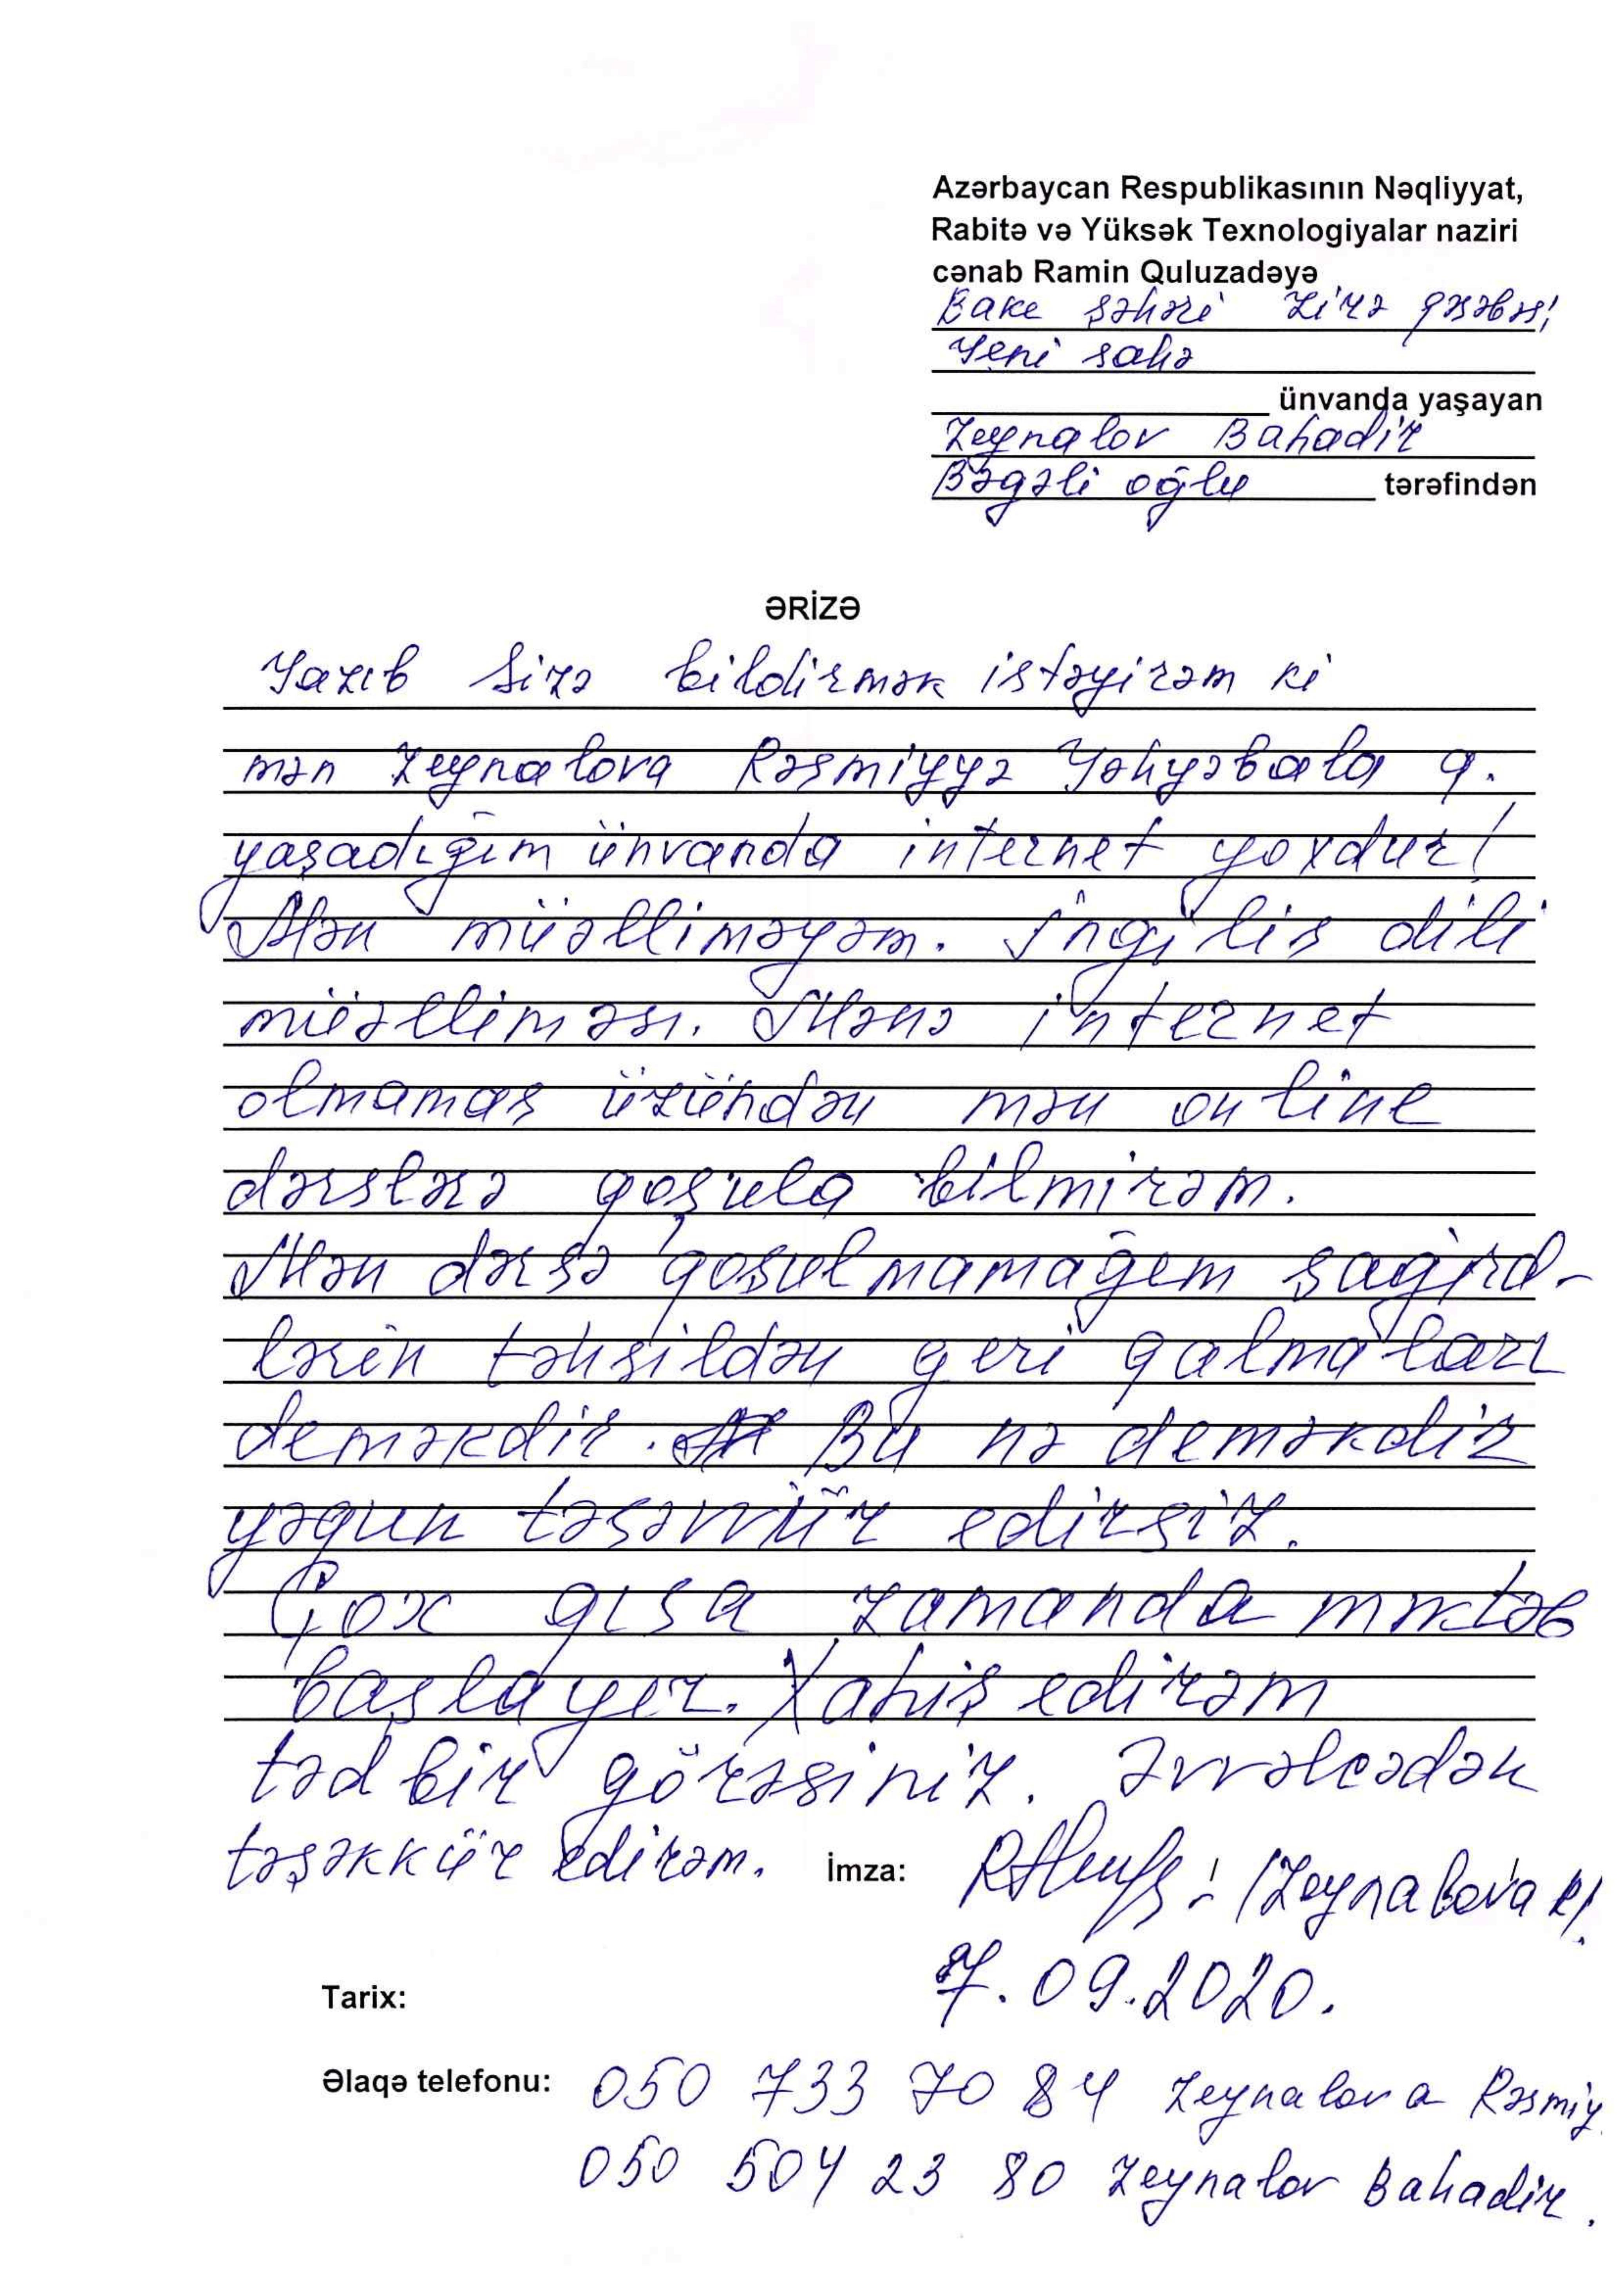 Azərbaycan Respublikasının Nəqliyyat,
Rabitə və Yüksək Texnologiyalar naziri
cənab Ramin Quluzadəyə
Bakı şəhəri Zirə qəsəbəsi
Yeni sahə
ünvanda yaşayan
Zeynalov Bahadir
Bəgəli oğlu tərəfindən
ƏRİZƏ
Yazıb Sizə bildirmək istəyirəm ki
mən Zeynalova Rəsmiyyə Yəhyəbala q.
yaşadığım ünvanda internet yoxdur!
Mən müəlliməyəm. İngilis dili
müəlliməsi. Mənə internet
olmamas üzündən mən online
dərslərə qoşula bilmirəm.
Mən dərsə qoşulmamağım şagird-
lərin təhsildən geri qalmaları
deməkdir. Bu nə deməkdir
yəqun təsəvvür edirsiz.
Çox qısa zamanda məktəb
başlayır. Xahiş edirəm
tədbir görəsiniz. Əvvəlcədən
təşəkkür edirəm. İmza: (Zeynalova R/.
Tarix: 7.09.2020.
Əlaqə telefonu: 050 733 70 84 Zeynalova Rəsmiy
050 504 23 80 Zeynalov Bahadir.